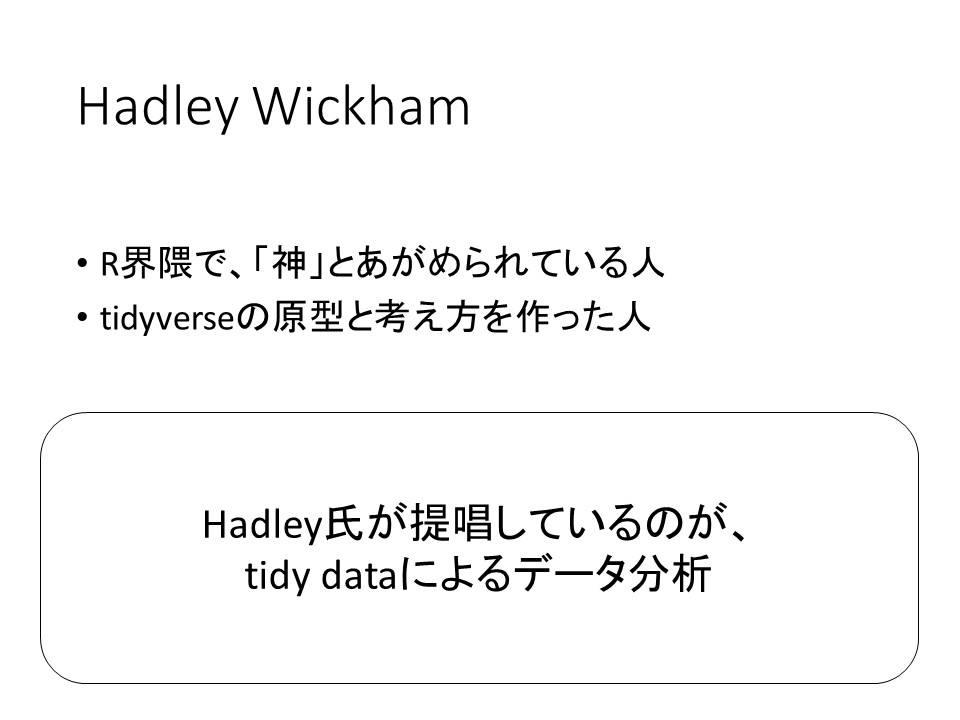 Hadley Wickham
• R界隈で、「神」とあがめられている人
• tidyverseの原型と考え方を作った人
Hadley氏が提唱しているのが、
tidy dataによるデータ分析